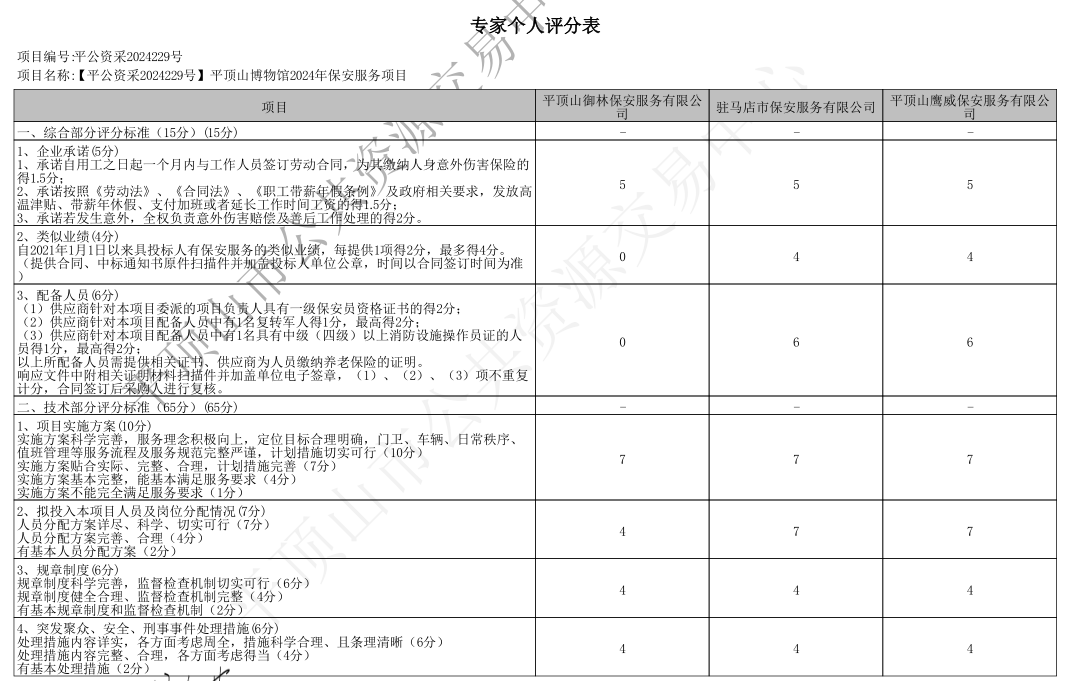 专家个人评分表
项目编号:平公资采2024229号
项目名称:【平公资采2024229号】平顶山博物馆2024年保安服务项目
项目
平顶山御林保安服务有限公
司
驻马店市保安服务有限公司
平顶山鹰威保安服务有限公
司
一、综合部分评分标准（15分）(15分)
-
-
-
1、企业承诺(5分)
1、承诺自用工之日起一个月内与工作人员签订劳动合同，为其缴纳人身意外伤害保险的
得1.5分；
2、承诺按照《劳动法》、《合同法》、《职工带薪年假条例》及政府相关要求，发放高
温津贴、带薪年休假、支付加班或者延长工作时间工资的得1.5分；
3、承诺若发生意外，全权负责意外伤害赔偿及善后工作处理的得2分。
5
5
5
2、类似业绩(4分)
自2021年1月1日以来具投标人有保安服务的类似业绩，每提供1项得2分，最多得4分。
（提供合同、中标通知书原件扫描件并加盖投标人单位公章，时间以合同签订时间为准
）
0
4
4
3、配备人员(6分)
（1）供应商针对本项目委派的项目负责人具有一级保安员资格证书的得2分；
（2）供应商针对本项目配备人员中有1名复转军人得1分，最高得2分；
（3）供应商针对本项目配备人员中有1名具有中级（四级）以上消防设施操作员证的人
员得1分，最高得2分；
以上所配备人员需提供相关证书、供应商为人员缴纳养老保险的证明。
响应文件中附相关证明材料扫描件并加盖单位电子签章，（1）、（2）、（3）项不重复
计分，合同签订后采购人进行复核。
0
6
6
二、技术部分评分标准（65分）(65分)
-
-
-
1、项目实施方案(10分)
实施方案科学完善，服务理念积极向上，定位目标合理明确，门卫、车辆、日常秩序、
值班管理等服务流程及服务规范完整严谨，计划措施切实可行（10分）
实施方案贴合实际、完整、合理，计划措施完善（7分）
实施方案基本完整，能基本满足服务要求（4分）
实施方案不能完全满足服务要求（1分）
7
7
7
2、拟投入本项目人员及岗位分配情况(7分)
人员分配方案详尽、科学、切实可行（7分）
人员分配方案完善、合理（4分）
有基本人员分配方案（2分）
4
7
7
3、规章制度(6分)
规章制度科学完善，监督检查机制切实可行（6分）
规章制度健全合理、监督检查机制完整（4分）
有基本规章制度和监督检查机制（2分）
4
4
4
4、突发聚众、安全、刑事事件处理措施(6分)
处理措施内容详实，各方面考虑周全，措施科学合理、且条理清晰（6分）
处理措施内容完整、合理，各方面考虑得当（4分）
有基本处理措施（2分）
4
4
4
平顶山市公共资源交易中心
平顶山市公共资源交易中心